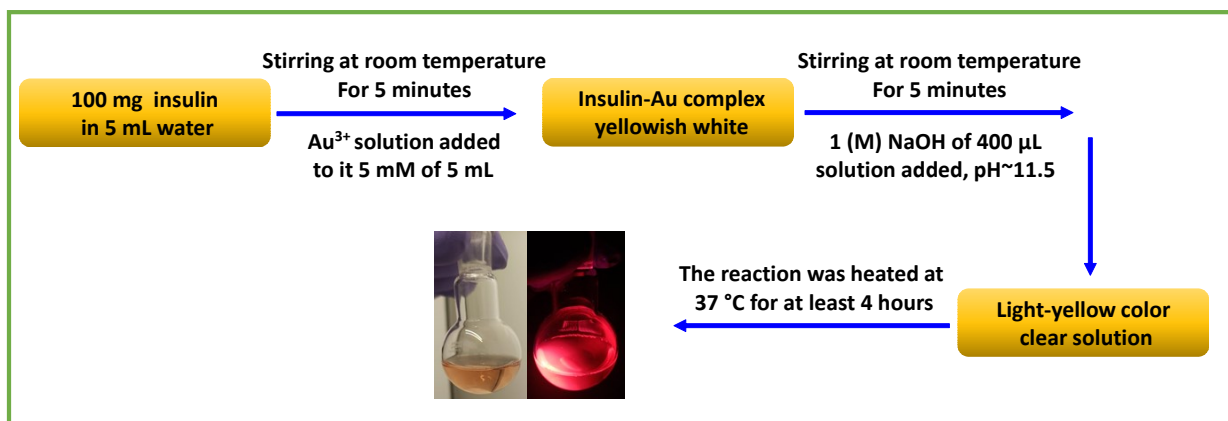 100 mg insulin
in 5 mL water
Stirring at room temperature
For 5 minutes
Au³⁺ solution added
to it 5 mM of 5 mL
Insulin-Au complex
yellowish white
Stirring at room temperature
For 5 minutes
1 (M) NaOH of 400 µL
solution added, pH~11.5
Light-yellow color
clear solution
The reaction was heated at
37 °C for at least 4 hours